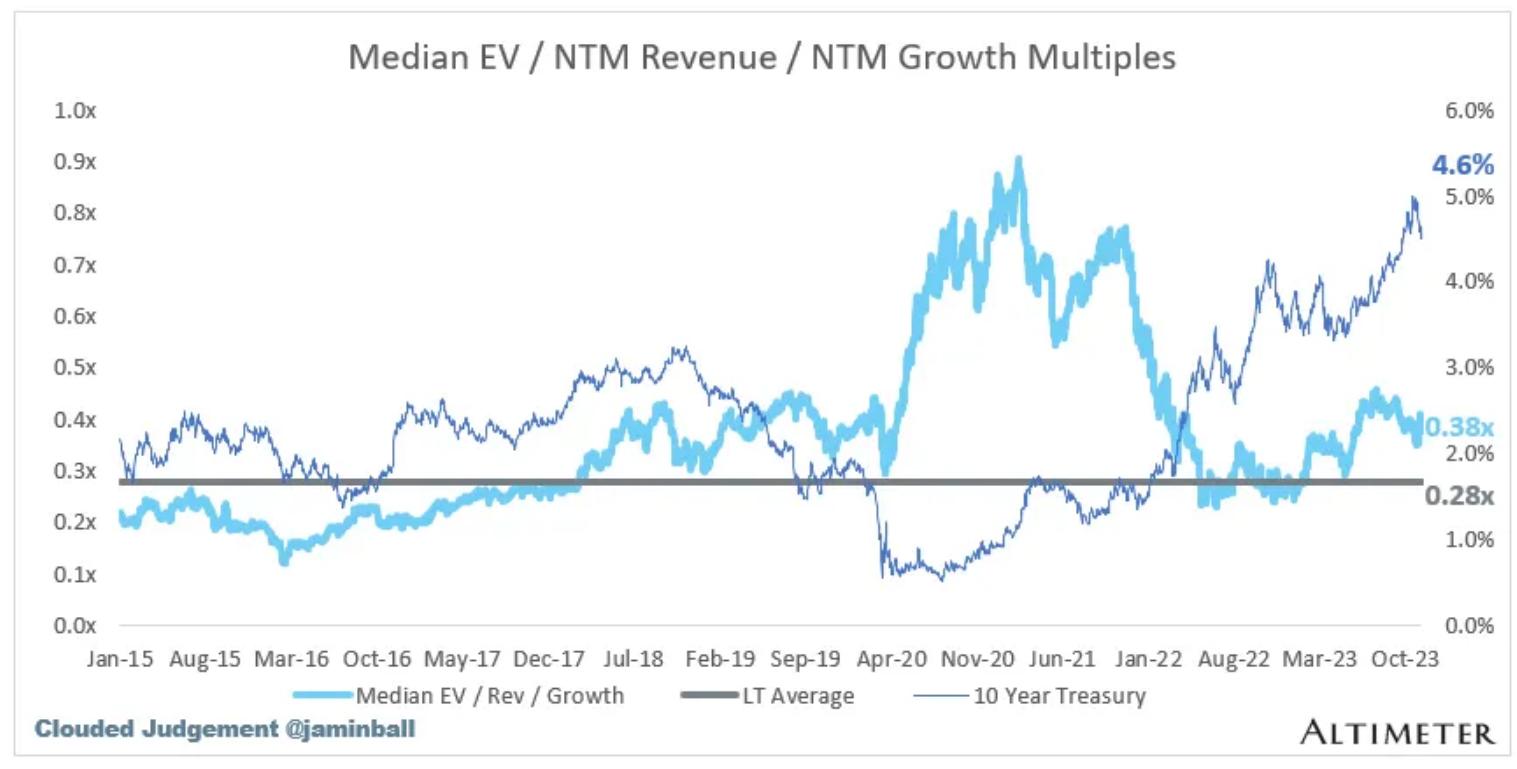 Median EV / NTM Revenue / NTM Growth Multiples
1.0x
0.9x
0.8x
0.7x
0.6x
0.5x
0.4x
0.3x
0.2x
0.1x
0.0x
6.0%
4.6%
5.0%
4.0%
3.0%
0.38x
2.0%
0.28x
1.0%
0.0%
Jan-15 Aug-15 Mar-16 Oct-16 May-17 Dec-17 Jul-18 Feb-19 Sep-19 Apr-20 Nov-20 Jun-21 Jan-22 Aug-22 Mar-23 Oct-23
Median EV / Rev / Growth LT Average 10 Year Treasury
Clouded Judgement @jaminball
ALTIMETER